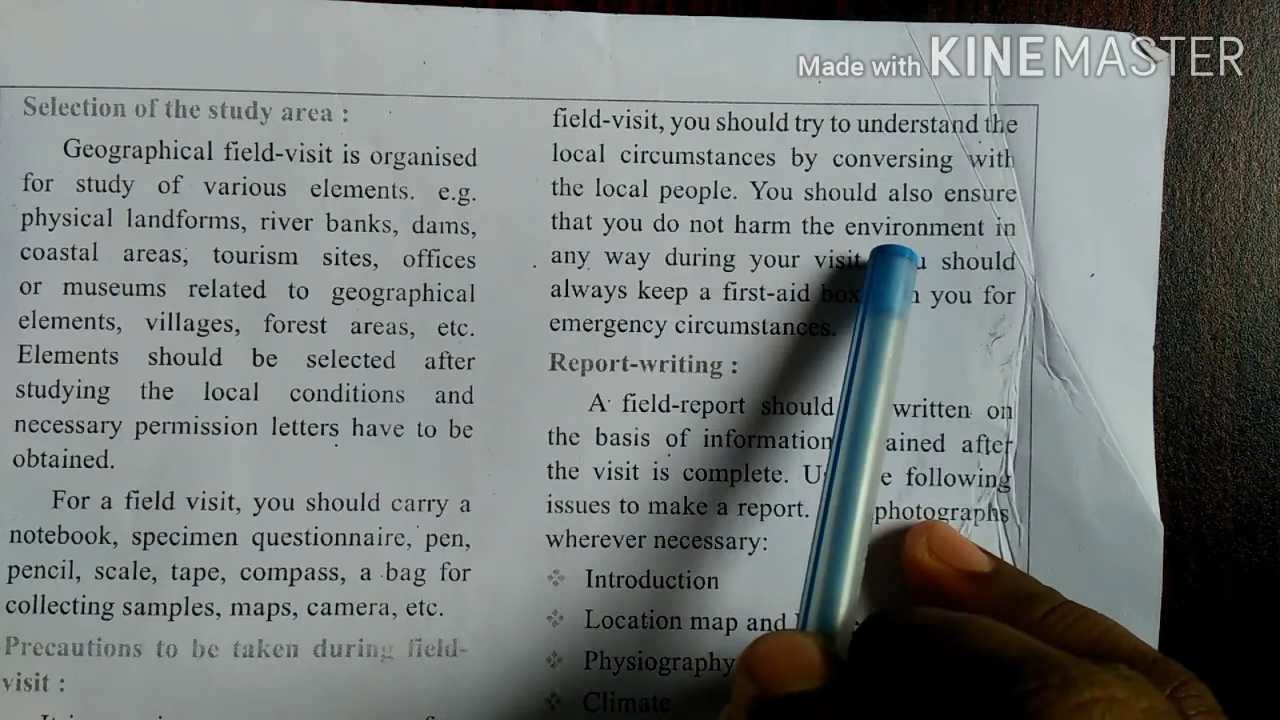 Made with KINEMASTER
Selection of the study area :
Geographical field-visit is organised
for study of various elements. e.g.
physical landforms, river banks, dams,
coastal areas, tourism sites, offices
or museums related to geographical
elements, villages, forest areas, etc.
Elements should be selected after
studying the local conditions and
necessary permission letters have to be
obtained.
For a field visit, you should carry a
notebook, specimen questionnaire, pen,
pencil, scale, tape, compass, a bag for
collecting samples, maps, camera, etc.
Precautions to be taken during field-
visit :
field-visit, you should try to understand the
local circumstances by conversing with
the local people. You should also ensure
that you do not harm the environment in
any way during your visit should
always keep a first-aid box you for
emergency circumstances.
Report-writing :
A field-report should written on
the basis of information after
the visit is complete. following
issues to make a report. photographs
wherever necessary:
Introduction
Location map and
Physiography
Climate